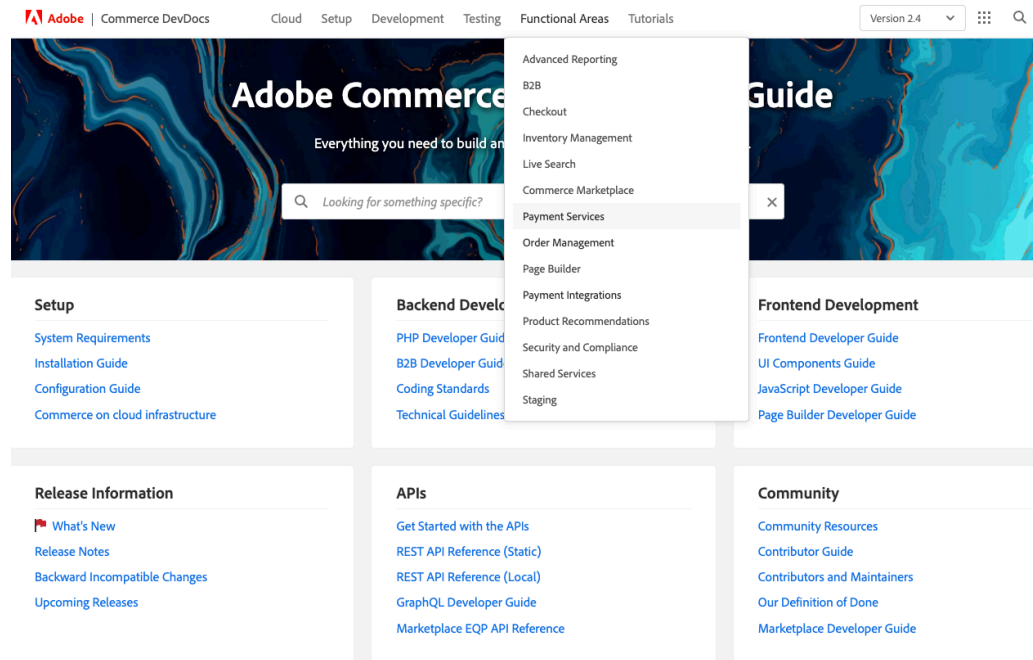 Adobe | Commerce DevDocs
Cloud Setup Development Testing Functional Areas Tutorials
Version 2.4
Advanced Reporting
B2B
Checkout
Inventory Management
Live Search
Commerce Marketplace
Payment Services
Order Management
Page Builder
Payment Integrations
Product Recommendations
Security and Compliance
Shared Services
Staging
Adobe Commerce
Guide
Everything you need to build an
.
Looking for something specific?
Setup
System Requirements
Installation Guide
Configuration Guide
Commerce on cloud infrastructure
Backend Develo
PHP Developer Guid
B2B Developer Guid
Coding Standards
Technical Guidelines
Frontend Development
Frontend Developer Guide
UI Components Guide
JavaScript Developer Guide
Page Builder Developer Guide
Release Information
What's New
Release Notes
Backward Incompatible Changes
Upcoming Releases
APIs
Get Started with the APIs
REST API Reference (Static)
REST API Reference (Local)
GraphQL Developer Guide
Marketplace EQP API Reference
Community
Community Resources
Contributor Guide
Contributors and Maintainers
Our Definition of Done
Marketplace Developer Guide